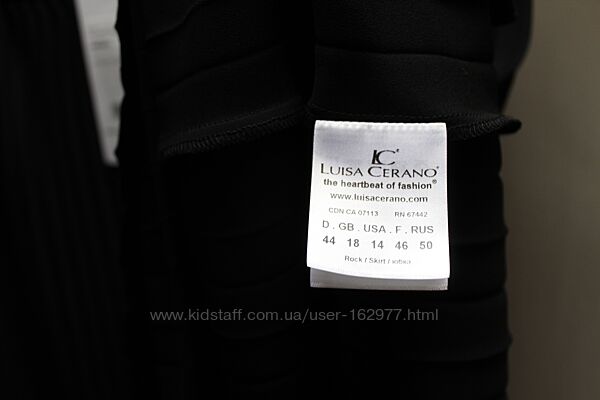 LC
LUISA CERANO®
the heartbeat of fashion®
www.luisacerano.com
CDN CA 07113 RN 67442
D . GB . USA . F . RUS
44 18 14 46 50
Rock / Skirt / юбка
www.kidstaff.com.ua/user-162977.html